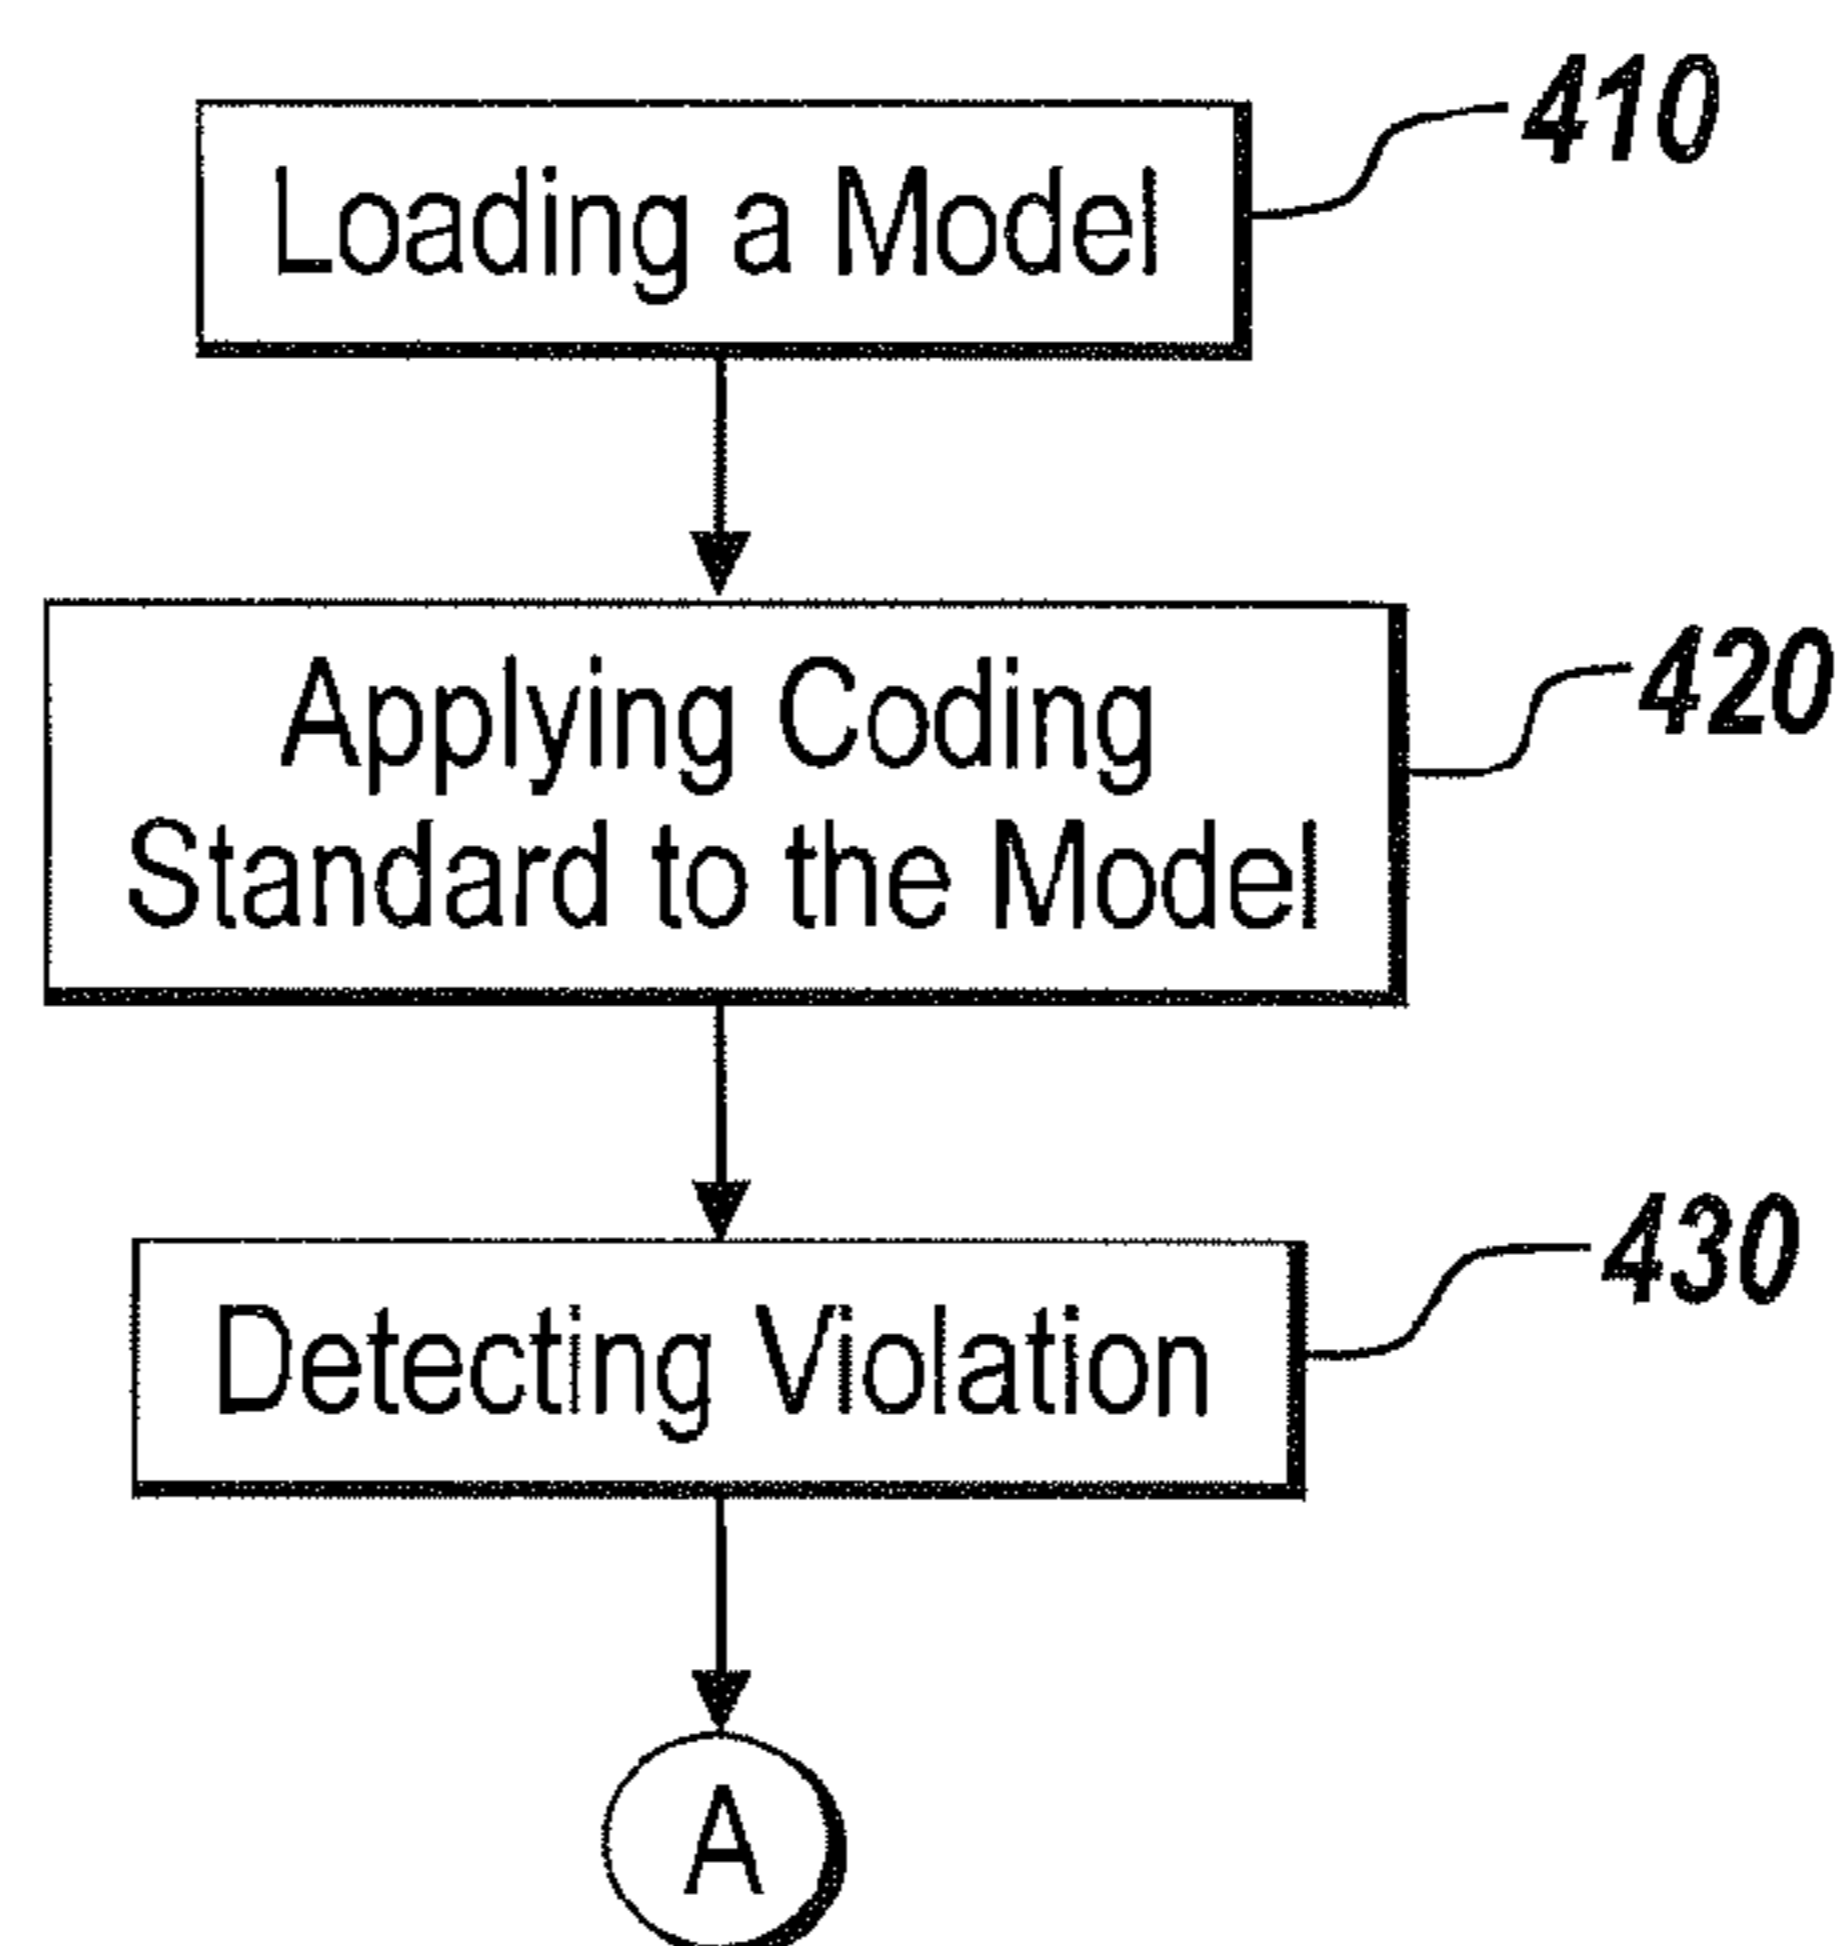 410
Loading a Model
420
Applying Coding
Standard to the Model
430
Detecting Violation
A